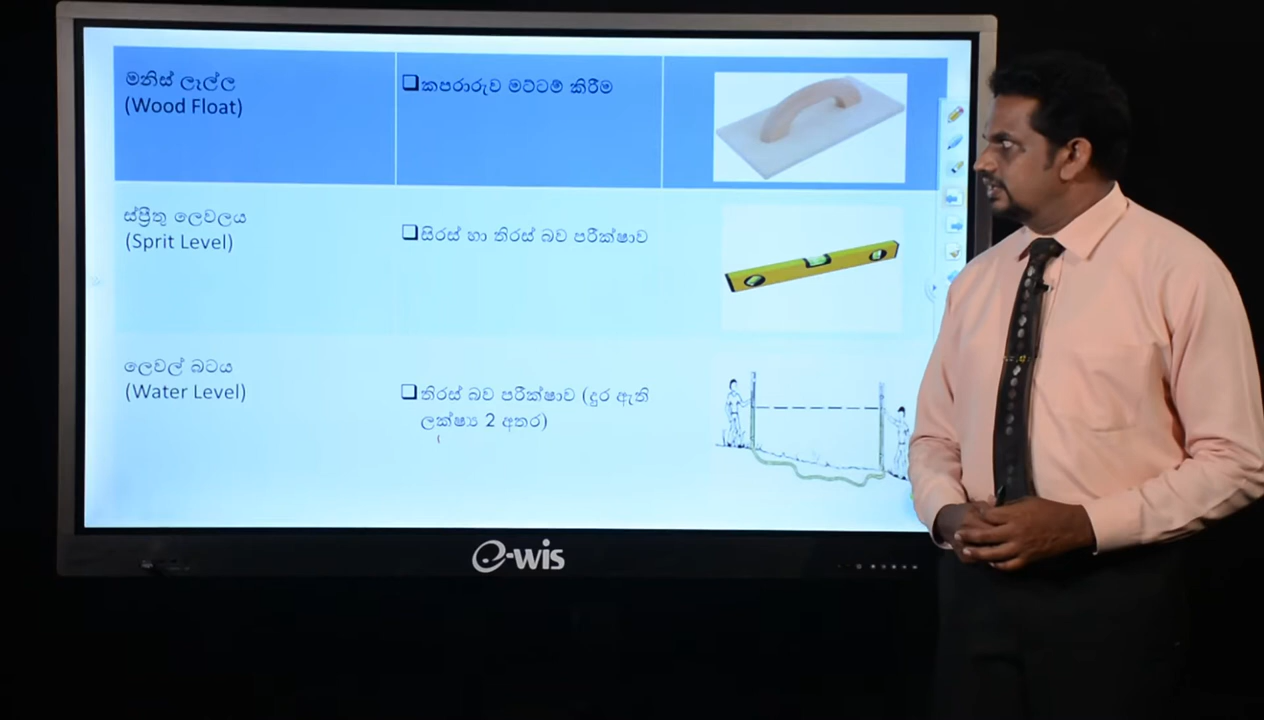 මනිස් ලෑල්ල
(Wood Float)
❑කපරාරුව මට්ටම් කිරීම
ස්ප්‍රීතු ලෙවලය
(Sprit Level)
❑සිරස් හා තිරස් බව පරීක්ෂාව
ලෙවල් බටය
(Water Level)
❑තිරස් බව පරීක්ෂාව (දුර ඇති
ලක්ෂ්‍ය 2 අතර)
e-wis